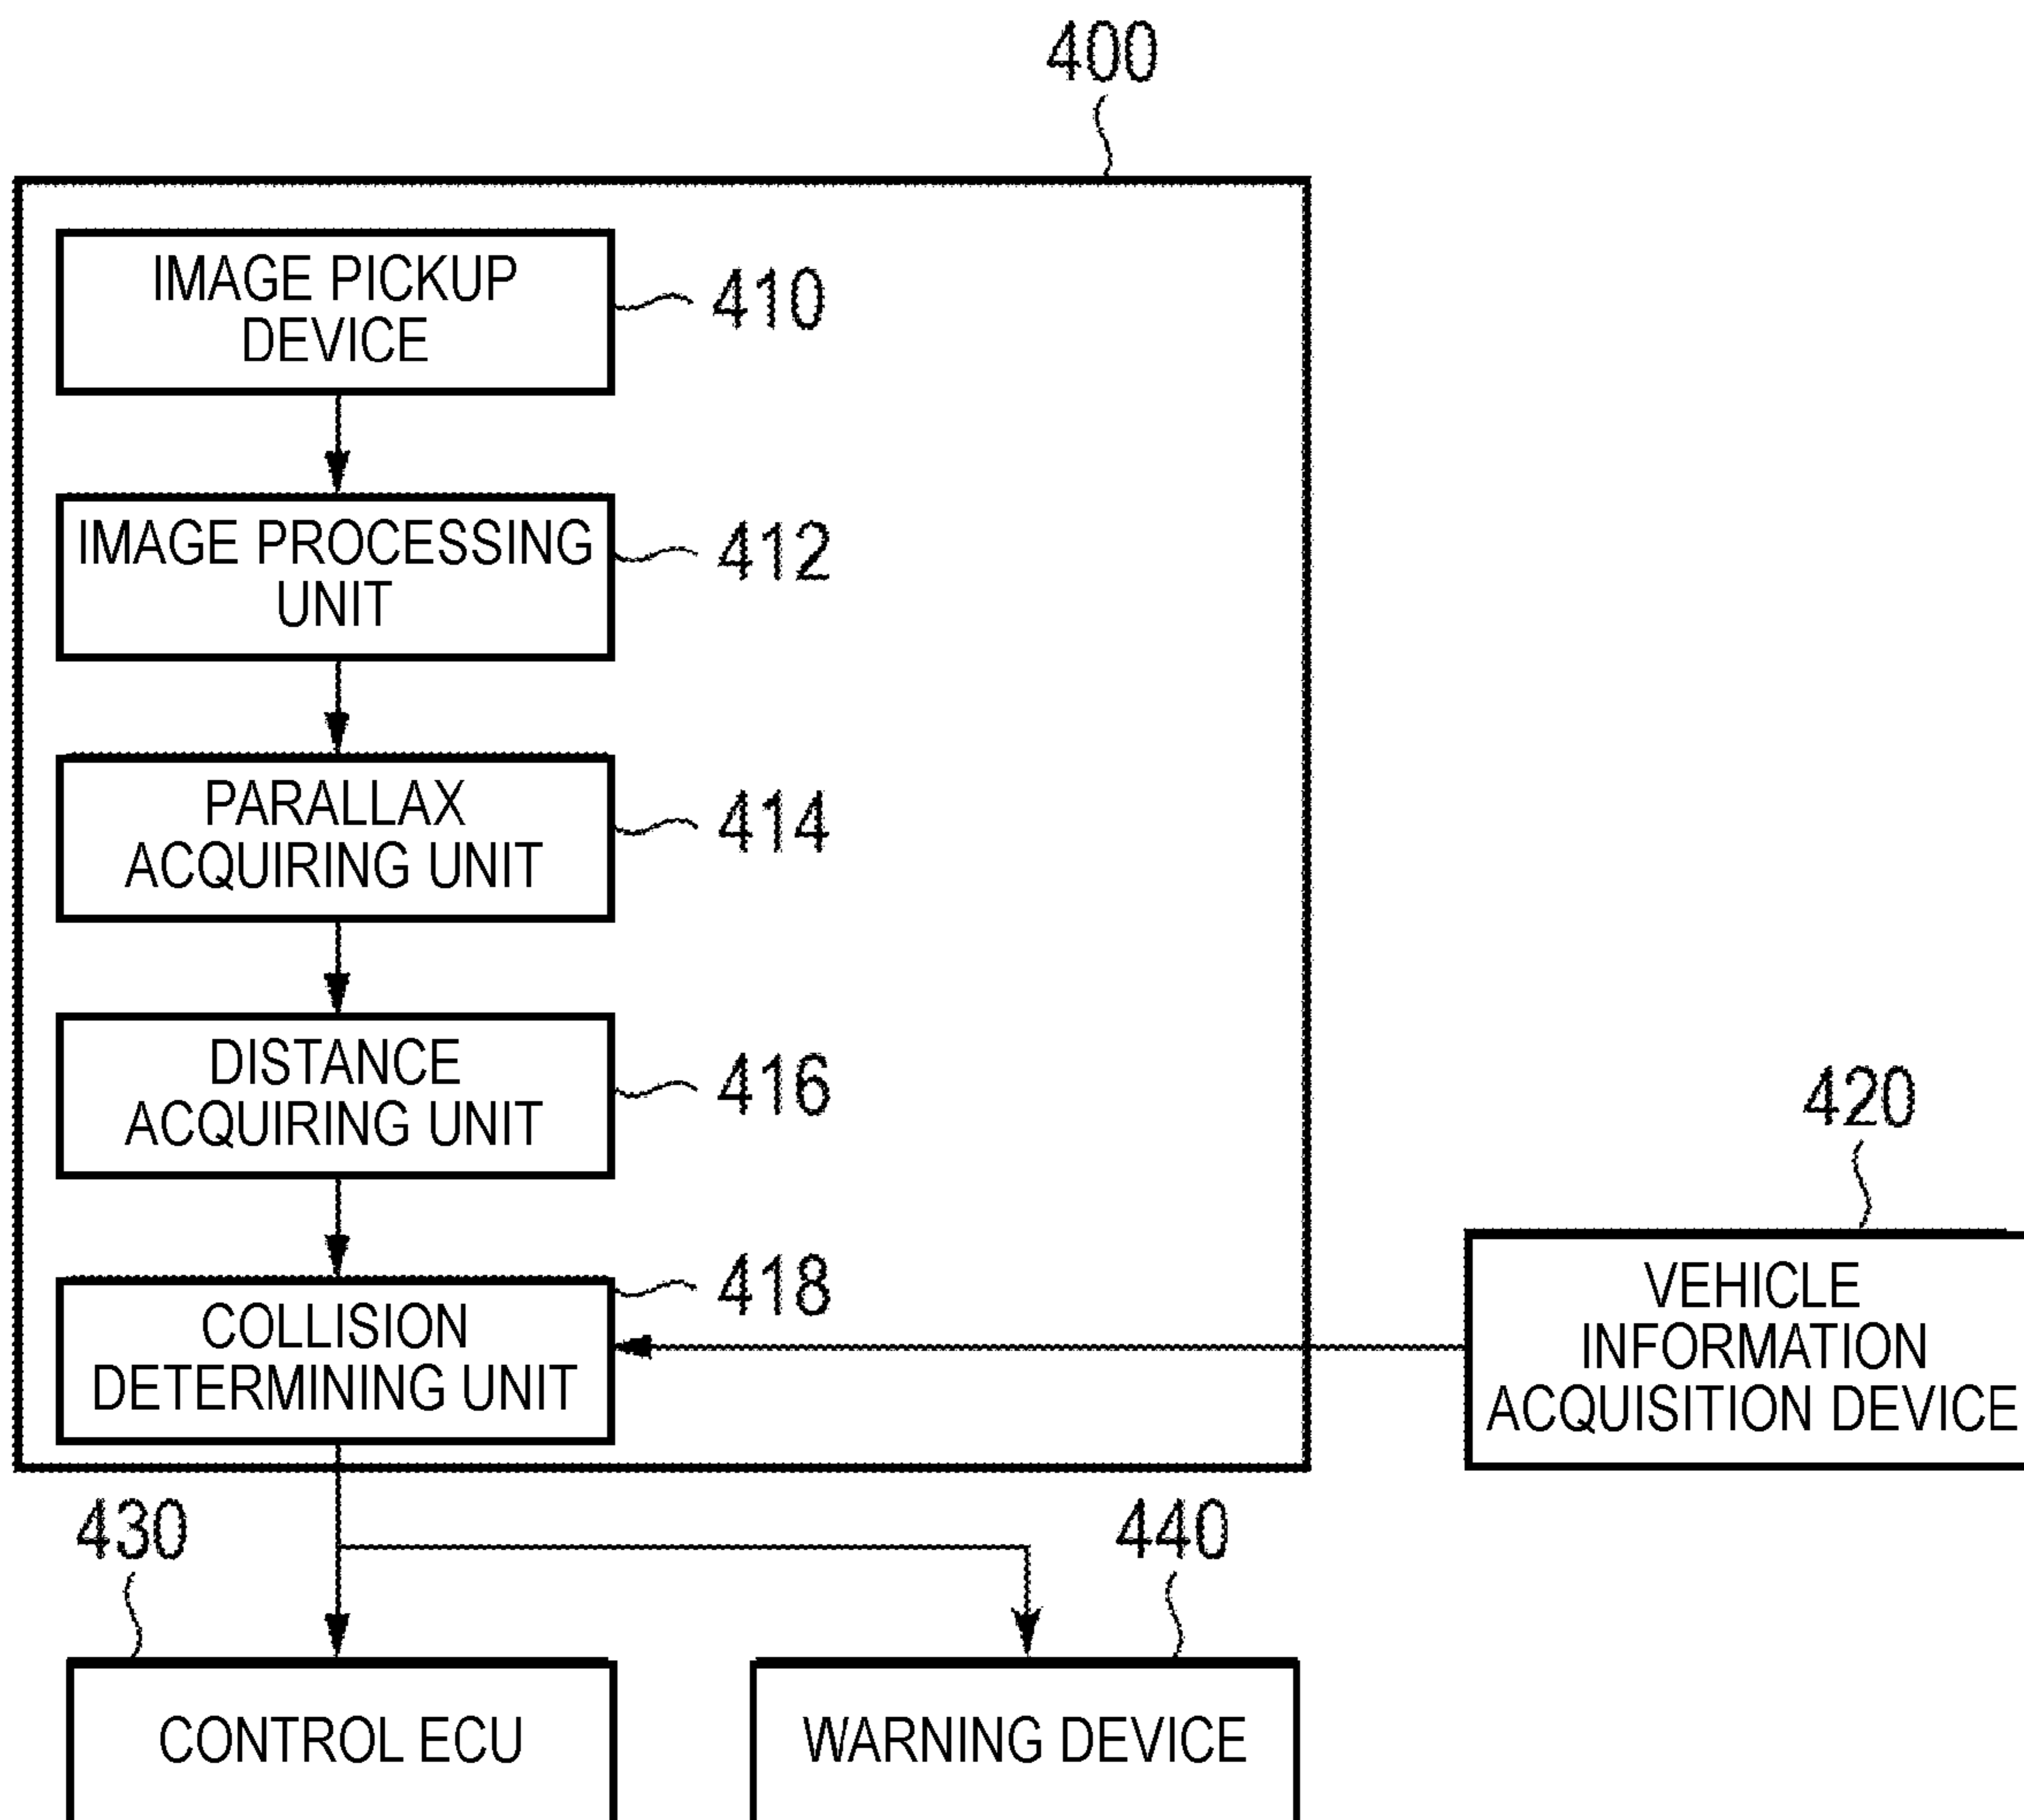 400
IMAGE PICKUP
DEVICE
410
IMAGE PROCESSING
UNIT
412
PARALLAX
ACQUIRING UNIT
414
DISTANCE
ACQUIRING UNIT
416
420
418
COLLISION
DETERMINING UNIT
VEHICLE
INFORMATION
ACQUISITION DEVICE
430
440
CONTROL ECU
WARNING DEVICE